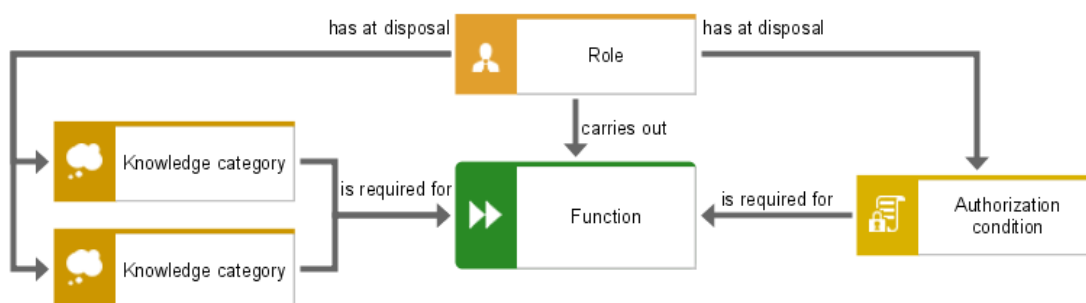 has at disposal
has at disposal
Role
carries out
Knowledge category
is required for
is required for
Function
Authorization
condition
Knowledge category